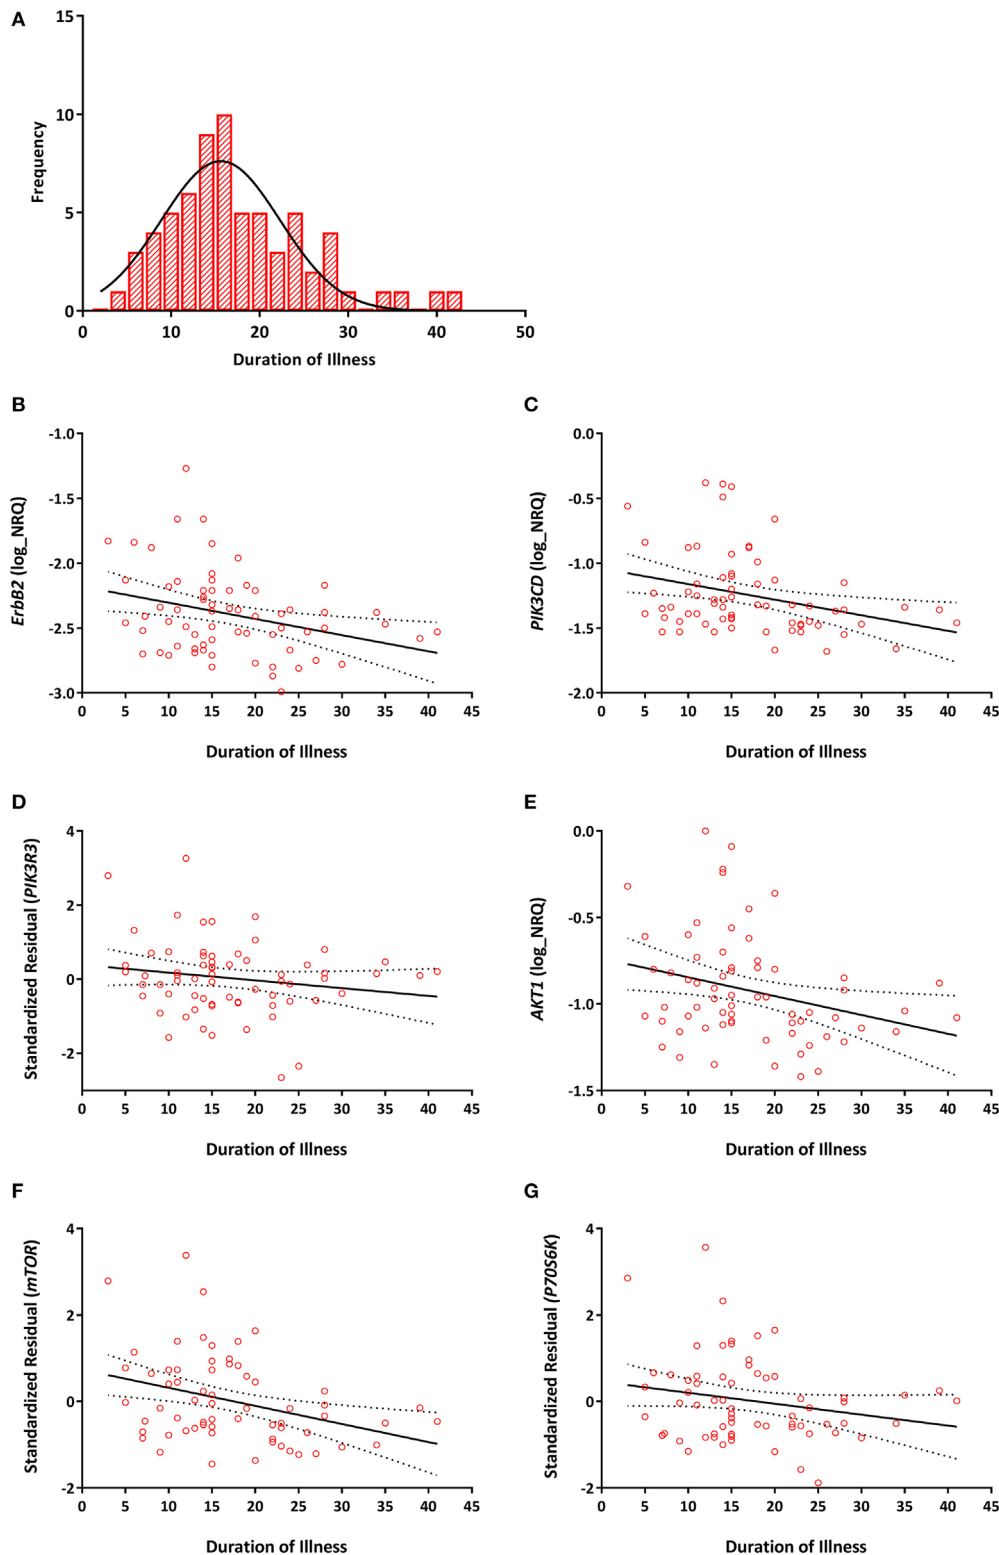 A
15
10
5
0
Frequency
0 10 20 30 40 50
Duration of Illness
B
-1.0
-1.5
-2.0
-2.5
-3.0
ErbB2 (log_NRQ)
0 5 10 15 20 25 30 35 40 45
Duration of Illness
C
0.0
-0.5
-1.0
-1.5
-2.0
PIK3CD (log_NRQ)
0 5 10 15 20 25 30 35 40 45
Duration of Illness
D
4
2
0
-2
Standardized Residual (PIK3R3)
0 5 10 15 20 25 30 35 40 45
Duration of Illness
E
0.0
-0.5
-1.0
-1.5
AKT1 (log_NRQ)
0 5 10 15 20 25 30 35 40 45
Duration of Illness
F
4
2
0
-2
Standardized Residual (mTOR)
0 5 10 15 20 25 30 35 40 45
Duration of Illness
G
4
2
0
-2
Standardized Residual (P70S6K)
0 5 10 15 20 25 30 35 40 45
Duration of Illness